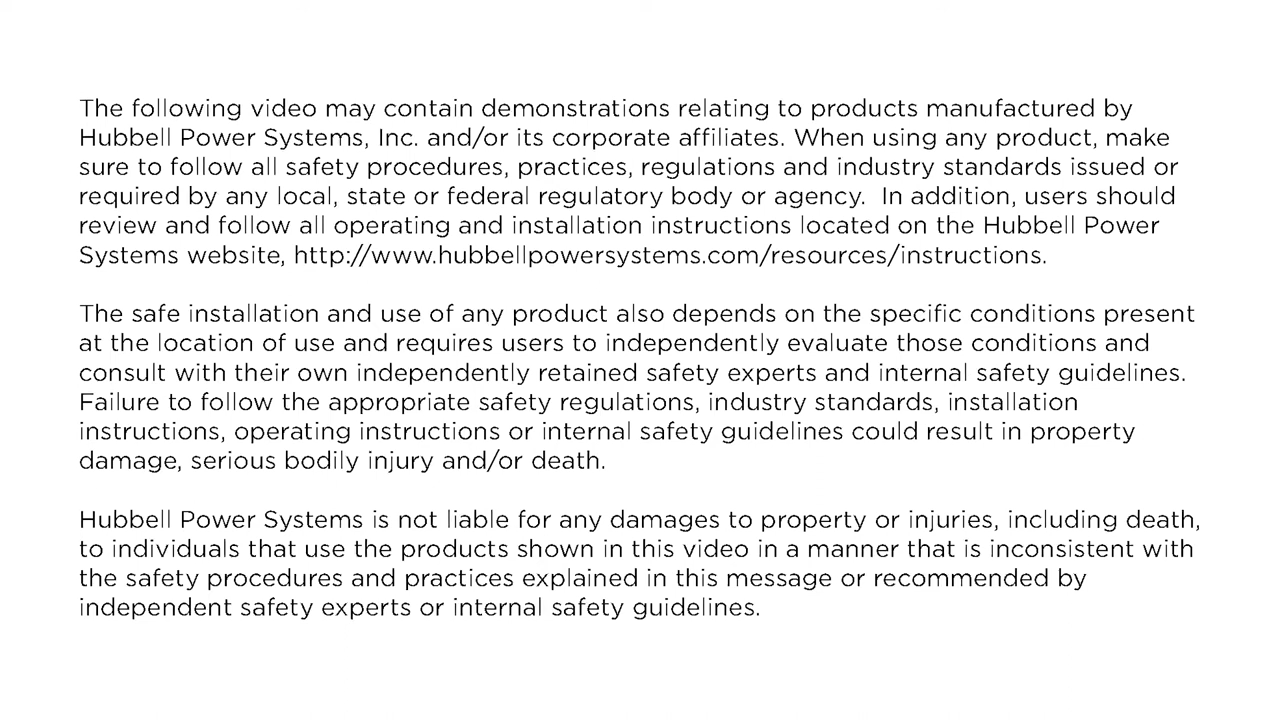 The following video may contain demonstrations relating to products manufactured by
Hubbell Power Systems, Inc. and/or its corporate affiliates. When using any product, make
sure to follow all safety procedures, practices, regulations and industry standards issued or
required by any local, state or federal regulatory body or agency.  In addition, users should
review and follow all operating and installation instructions located on the Hubbell Power
Systems website, http://www.hubbellpowersystems.com/resources/instructions.

The safe installation and use of any product also depends on the specific conditions present
at the location of use and requires users to independently evaluate those conditions and
consult with their own independently retained safety experts and internal safety guidelines.
Failure to follow the appropriate safety regulations, industry standards, installation
instructions, operating instructions or internal safety guidelines could result in property
damage, serious bodily injury and/or death.

Hubbell Power Systems is not liable for any damages to property or injuries, including death,
to individuals that use the products shown in this video in a manner that is inconsistent with
the safety procedures and practices explained in this message or recommended by
independent safety experts or internal safety guidelines.